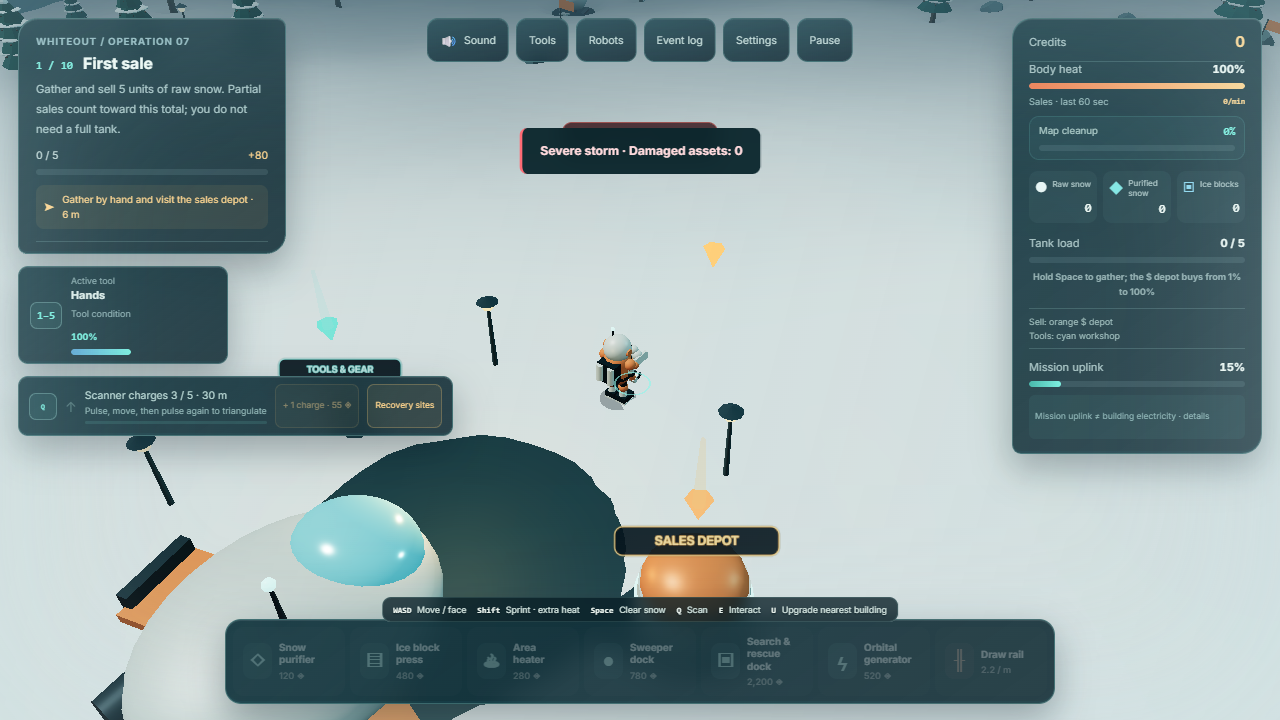 WHITEOUT / OPERATION 07
1 / 10 First sale
Gather and sell 5 units of raw snow. Partial
sales count toward this total; you do not
need a full tank.
0 / 5 +80
Gather by hand and visit the sales depot ·
6 m
Active tool
Hands
1–5
Tool condition
100%
Q
Scanner charges 3 / 5 · 30 m
Pulse, move, then pulse again to triangulate
+ 1 charge · 55
Recovery sites
Sound
Tools
Robots
Event log
Settings
Pause
Severe storm · Damaged assets: 0
TOOLS & GEAR
SALES DEPOT
Credits 0
Body heat 100%
Sales · last 60 sec 0/min
Map cleanup 0%
Raw snow
0
Purified
snow
0
Ice blocks
0
Tank load 0 / 5
Hold Space to gather; the $ depot buys from 1%
to 100%
Sell: orange $ depot
Tools: cyan workshop
Mission uplink 15%
Mission uplink ≠ building electricity · details
WASD Move / face Shift Sprint · extra heat Space Clear snow Q Scan E Interact U Upgrade nearest building
Snow
purifier
120
Ice block
press
480
Area
heater
280
Sweeper
dock
780
Search &
rescue
dock
2,200
Orbital
generator
520
Draw rail
2.2 / m